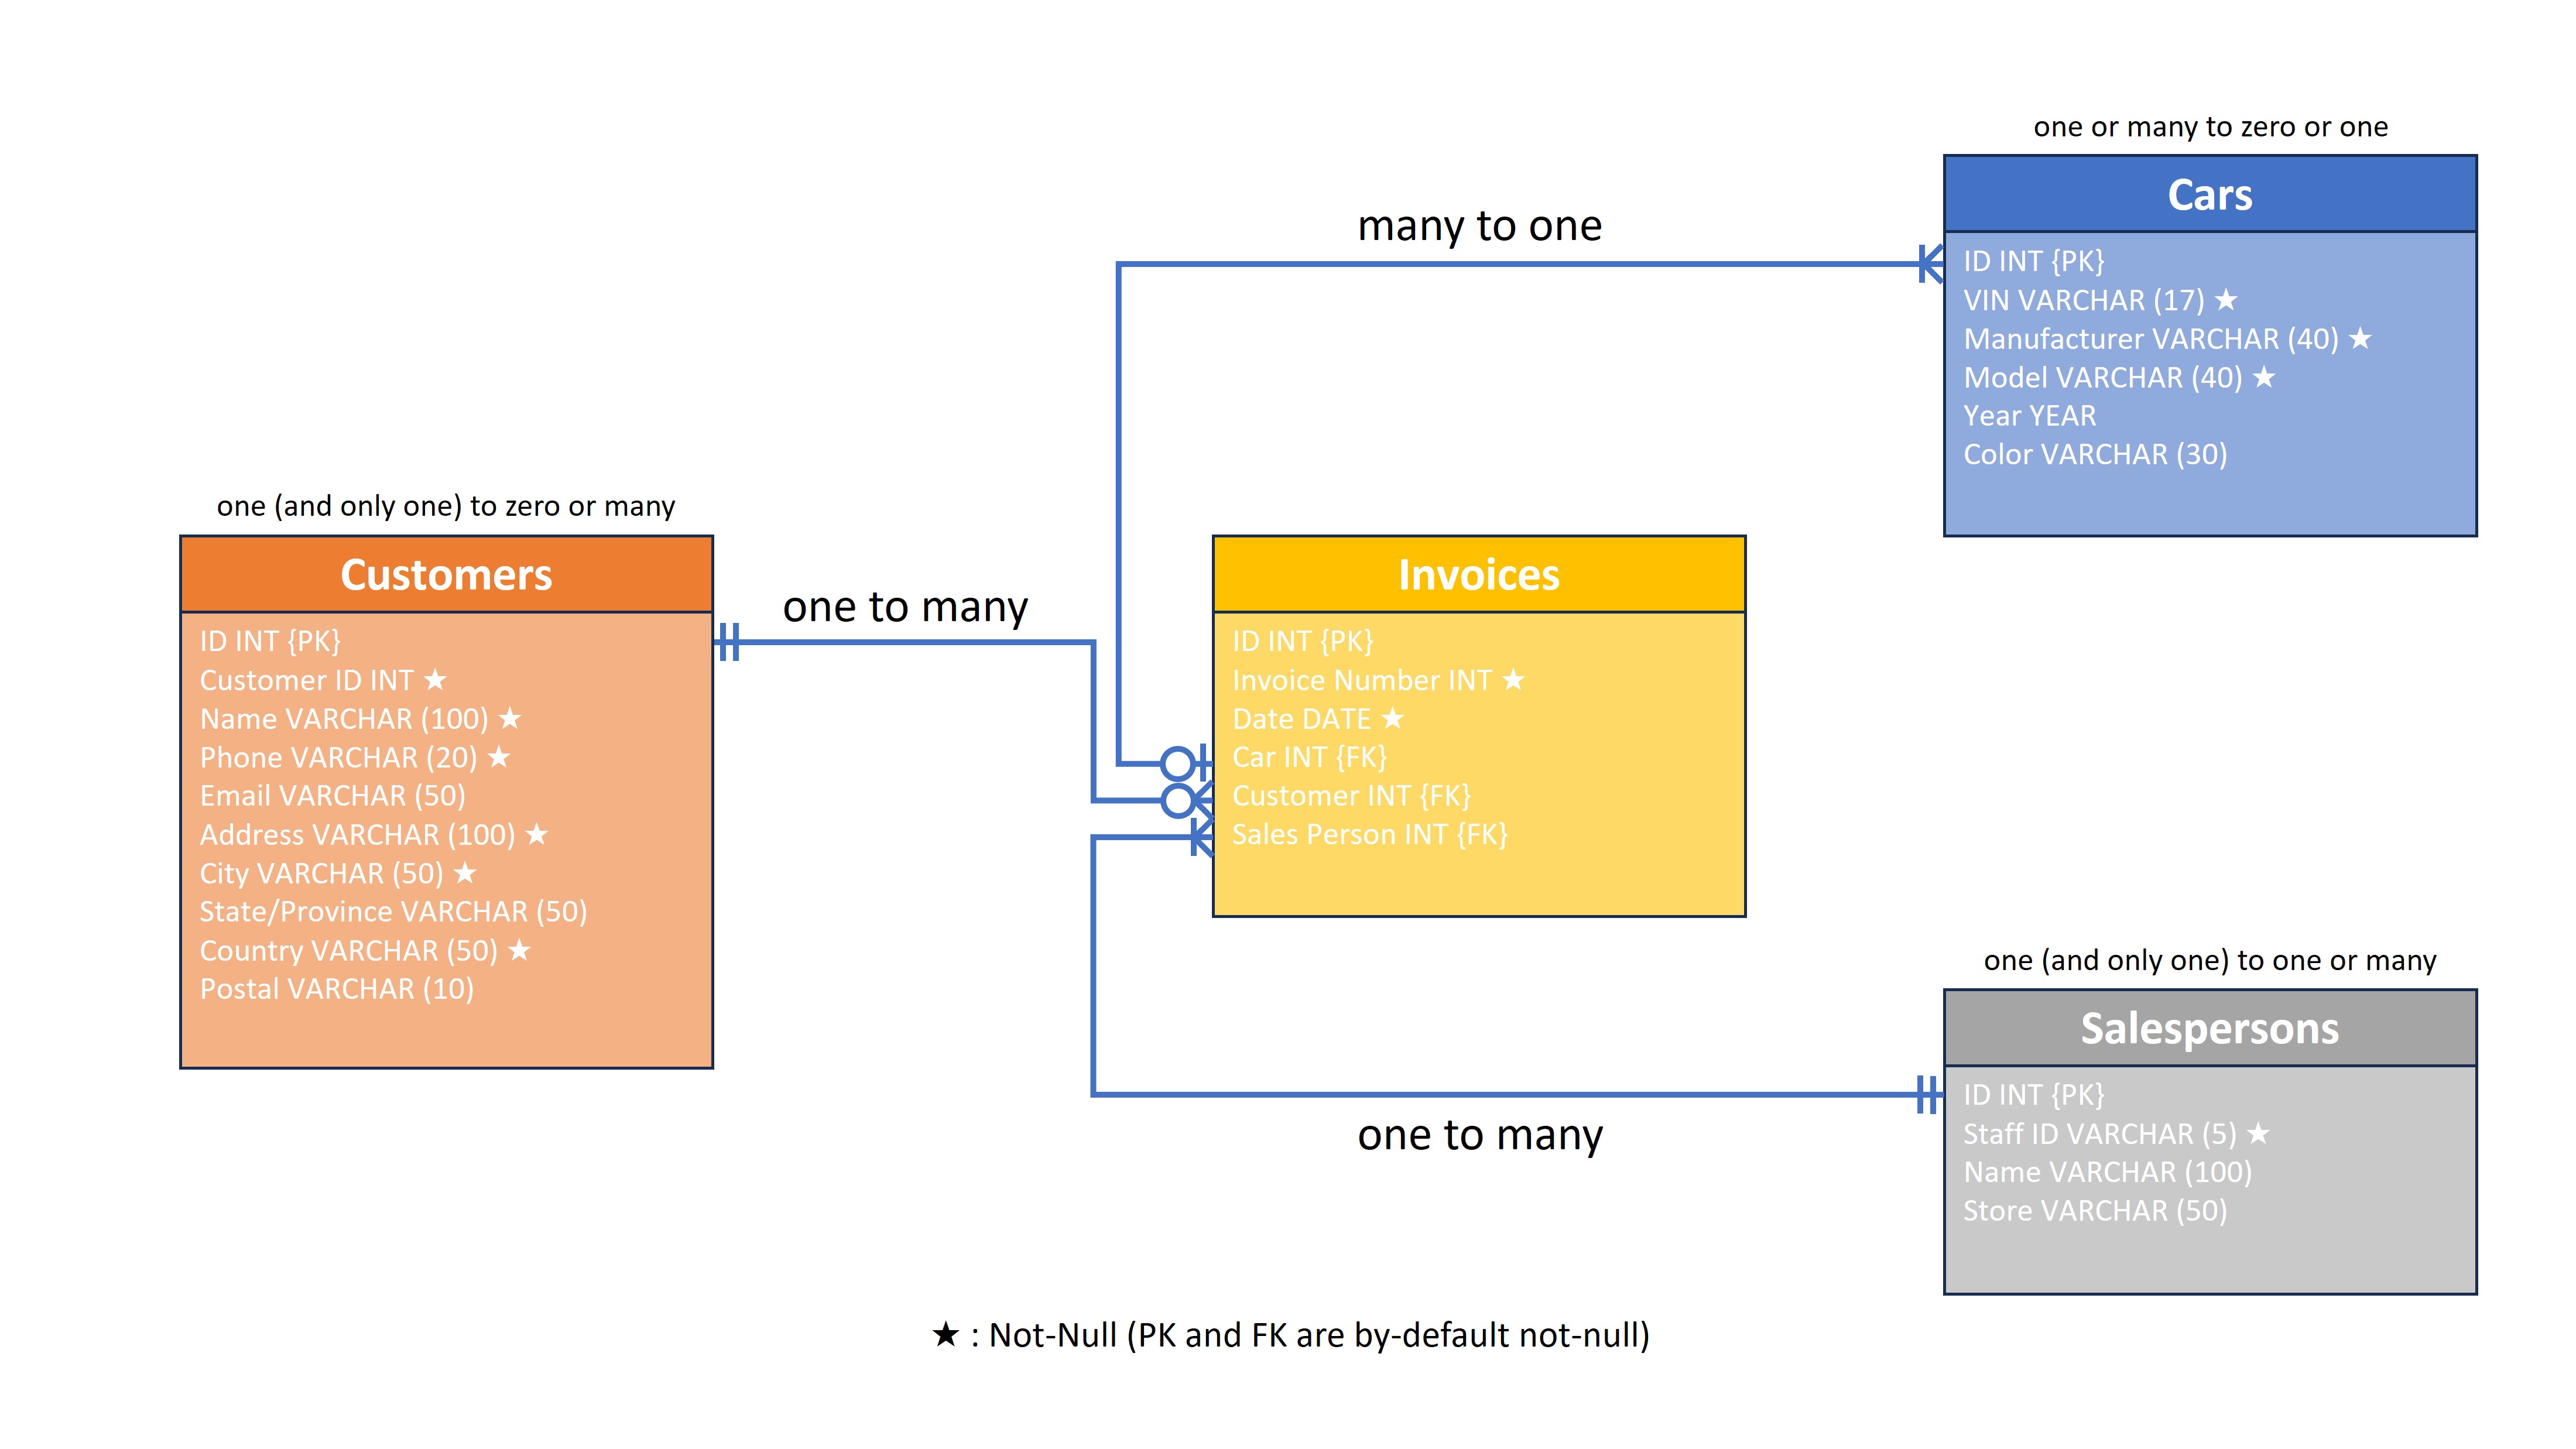 one or many to zero or one
Cars
ID INT {PK}
VIN VARCHAR (17) ★
Manufacturer VARCHAR (40) ★
Model VARCHAR (40) ★
Year YEAR
Color VARCHAR (30)
many to one
one (and only one) to zero or many
Customers
ID INT {PK}
Customer ID INT ★
Name VARCHAR (100) ★
Phone VARCHAR (20) ★
Email VARCHAR (50)
Address VARCHAR (100) ★
City VARCHAR (50) ★
State/Province VARCHAR (50)
Country VARCHAR (50) ★
Postal VARCHAR (10)
one to many
Invoices
ID INT {PK}
Invoice Number INT ★
Date DATE ★
Car INT {FK}
Customer INT {FK}
Sales Person INT {FK}
one (and only one) to one or many
Salespersons
ID INT {PK}
Staff ID VARCHAR (5) ★
Name VARCHAR (100)
Store VARCHAR (50)
one to many
★ : Not-Null (PK and FK are by-default not-null)